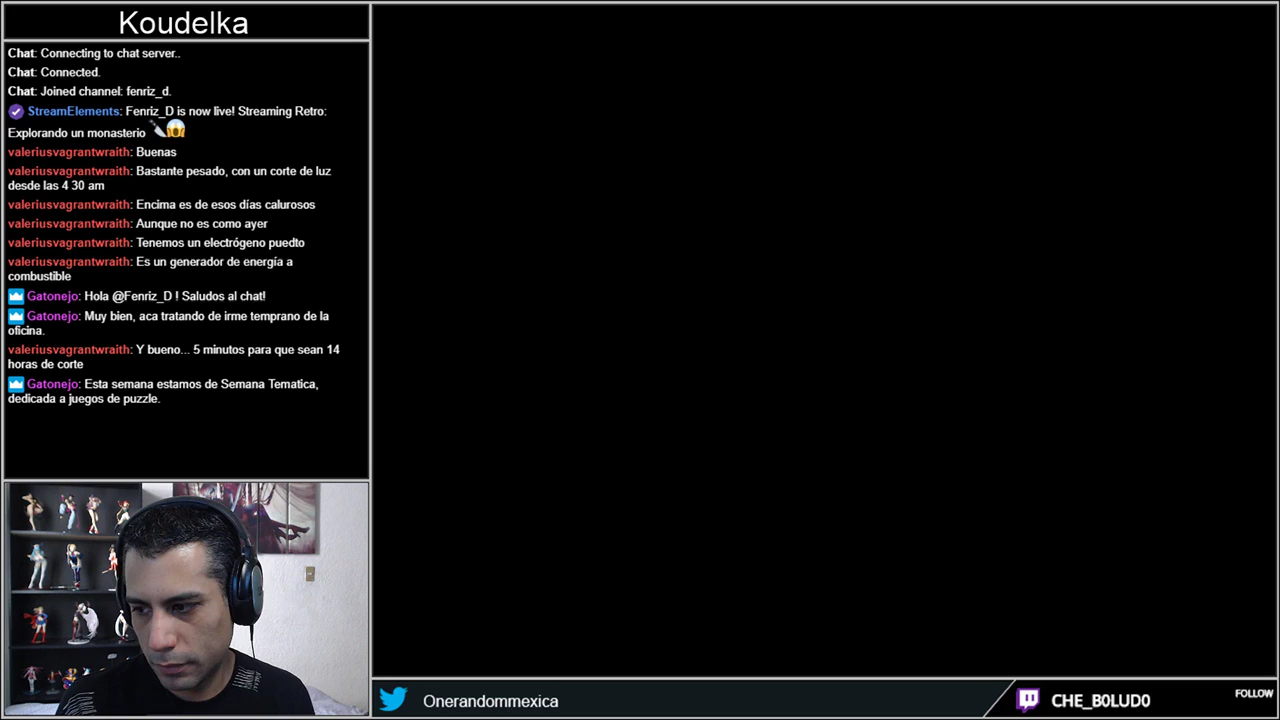 Koudelka
Chat: Connecting to chat server..
Chat: Connected.
Chat: Joined channel: fenriz_d.
StreamElements: Fenriz_D is now live! Streaming Retro:
Explorando un monasterio 🔪😱
valeriusvagrantwraith: Buenas
valeriusvagrantwraith: Bastante pesado, con un corte de luz
desde las 4 30 am
valeriusvagrantwraith: Encima es de esos días calurosos
valeriusvagrantwraith: Aunque no es como ayer
valeriusvagrantwraith: Tenemos un electrógeno puedto
valeriusvagrantwraith: Es un generador de energía a
combustible
Gatonejo: Hola @Fenriz_D ! Saludos al chat!
Gatonejo: Muy bien, aca tratando de irme temprano de la
oficina.
valeriusvagrantwraith: Y bueno... 5 minutos para que sean 14
horas de corte
Gatonejo: Esta semana estamos de Semana Tematica,
dedicada a juegos de puzzle.
Onerandommexica
CHE_B0LUD0
FOLLOW